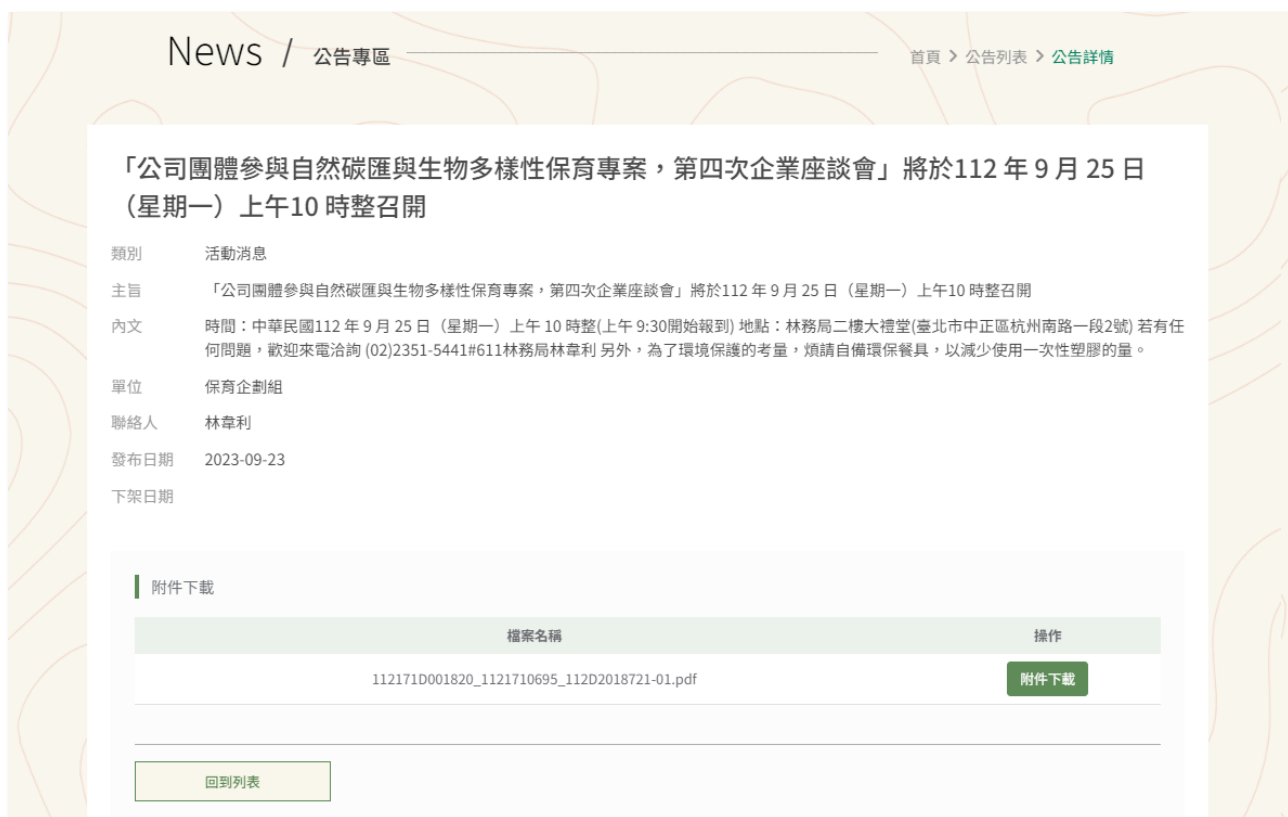 News / 公告專區
首頁 > 公告列表 > 公告詳情
「公司團體參與自然碳匯與生物多樣性保育專案，第四次企業座談會」將於112 年 9 月 25 日
（星期一）上午10 時整召開
類別 活動消息
主旨 「公司團體參與自然碳匯與生物多樣性保育專案，第四次企業座談會」將於112 年 9 月 25 日（星期一）上午10 時整召開
內文 時間：中華民國112 年 9 月 25 日（星期一）上午 10 時整(上午 9:30開始報到) 地點：林務局二樓大禮堂(臺北市中正區杭州南路一段2號) 若有任
何問題，歡迎來電洽詢 (02)2351-5441#611林務局林韋利 另外，為了環境保護的考量，煩請自備環保餐具，以減少使用一次性塑膠的量。
單位 保育企劃組
聯絡人 林韋利
發布日期 2023-09-23
下架日期
附件下載
檔案名稱 操作
112171D001820_1121710695_112D2018721-01.pdf 附件下載
回到列表